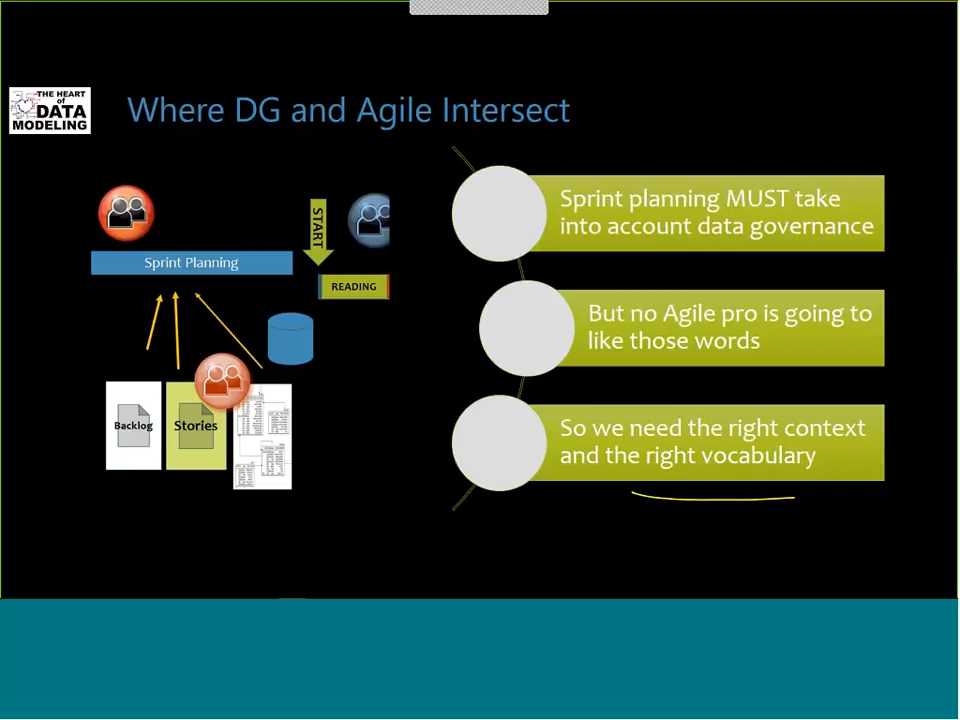 THE HEART
of
DATA
MODELING
Where DG and Agile Intersect
START
Sprint Planning
READING
Backlog
Stories
Sprint planning MUST take
into account data governance
But no Agile pro is going to
like those words
So we need the right context
and the right vocabulary